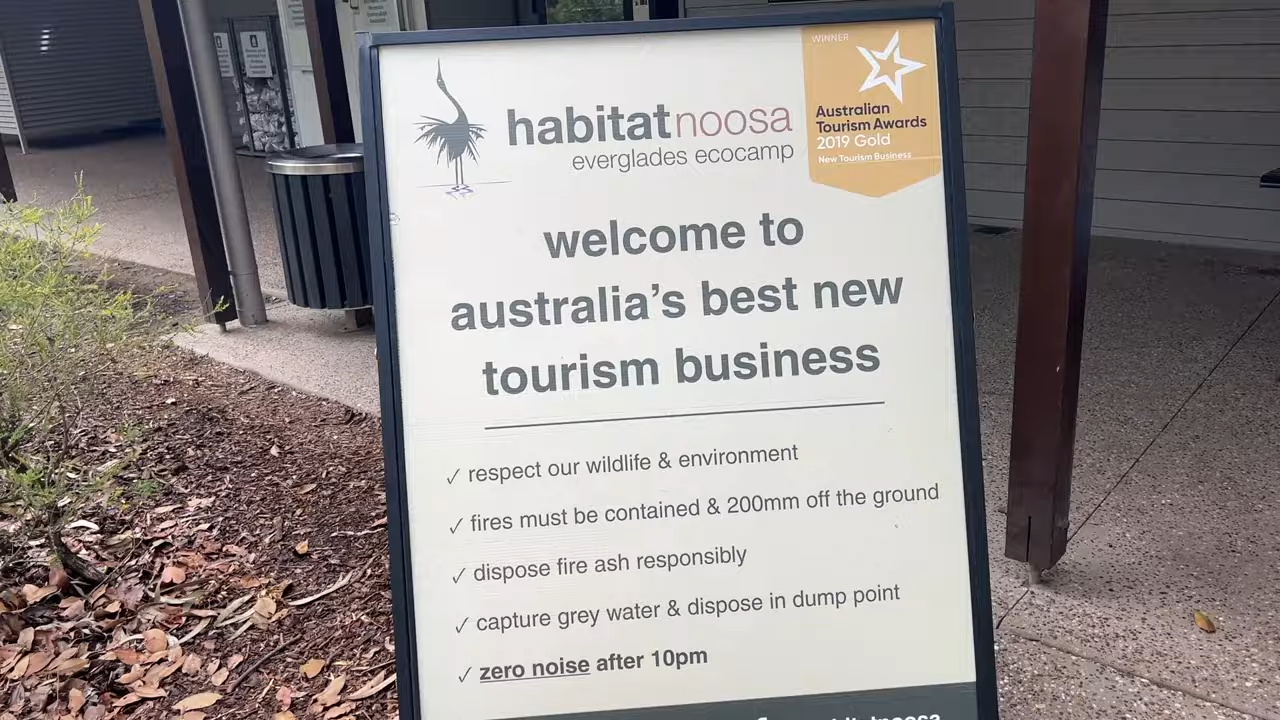 WINNER
Australian
Tourism Awards
2019 Gold
New Tourism Business
habitatnoosa
everglades ecocamp
welcome to
australia's best new
tourism business
✓ respect our wildlife & environment
✓ fires must be contained & 200mm off the ground
✓ dispose fire ash responsibly
✓ capture grey water & dispose in dump point
✓ zero noise after 10pm